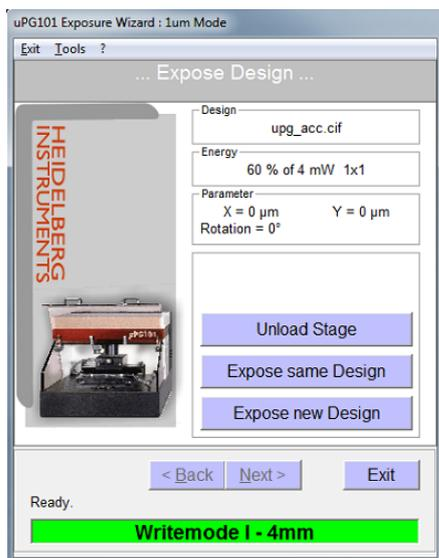 uPG101 Exposure Wizard : 1um Mode
Exit Tools ?
... Expose Design ...
HEIDELBERG
INSTRUMENTS
µPG101
Design
upg_acc.cif
Energy
60 % of 4 mW 1x1
Parameter
X = 0 µm Y = 0 µm
Rotation = 0°
Unload Stage
Expose same Design
Expose new Design
< Back Next > Exit
Ready.
Writemode I - 4mm